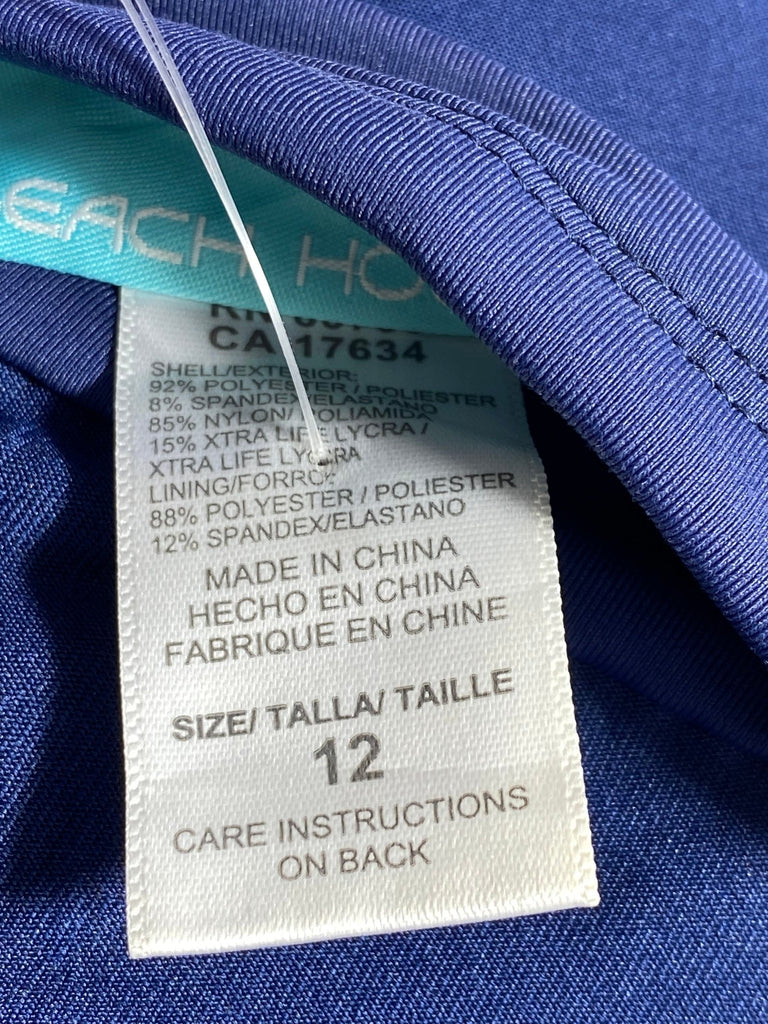 EACH HO
CA 17634
SHELL/EXTERIOR:
92% POLYESTER / POLIESTER
8% SPANDEX/ELASTANO
85% NYLON/ POLIAMIDA
15% XTRA LIFE LYCRA /
XTRA LIFE LYCRA
LINING/FORRO:
88% POLYESTER / POLIESTER
12% SPANDEX/ELASTANO
MADE IN CHINA
HECHO EN CHINA
FABRIQUE EN CHINE
SIZE/ TALLA/ TAILLE
12
CARE INSTRUCTIONS
ON BACK